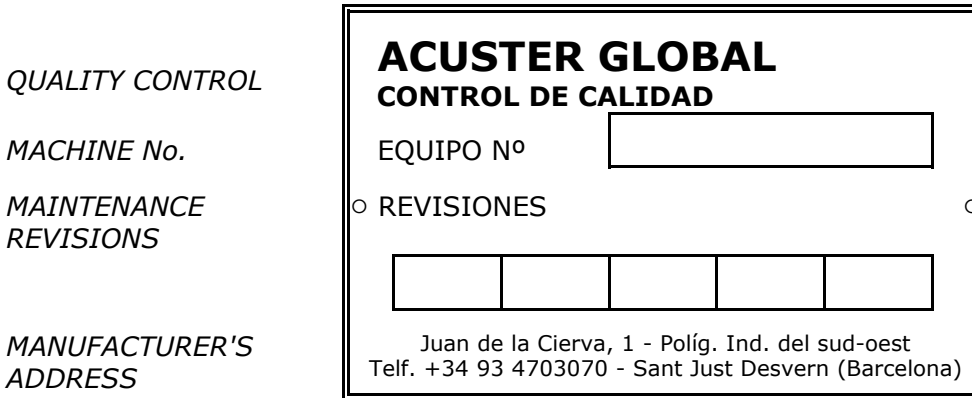 QUALITY CONTROL
MACHINE No.
MAINTENANCE
REVISIONS
MANUFACTURER'S
ADDRESS
ACUSTER GLOBAL
CONTROL DE CALIDAD
EQUIPO Nº
REVISIONES
Juan de la Cierva, 1 - Políg. Ind. del sud-oest
Telf. +34 93 4703070 - Sant Just Desvern (Barcelona)